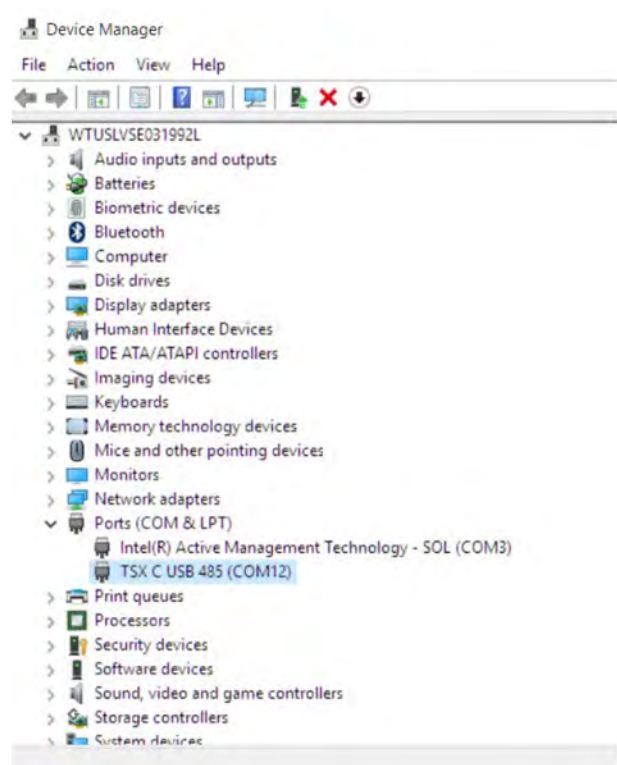 Device Manager
File Action View Help
WTUSLVSE031992L
Audio inputs and outputs
Batteries
Biometric devices
Bluetooth
Computer
Disk drives
Display adapters
Human Interface Devices
IDE ATA/ATAPI controllers
Imaging devices
Keyboards
Memory technology devices
Mice and other pointing devices
Monitors
Network adapters
Ports (COM & LPT)
Intel(R) Active Management Technology - SOL (COM3)
TSX C USB 485 (COM12)
Print queues
Processors
Security devices
Software devices
Sound, video and game controllers
Storage controllers
System devices